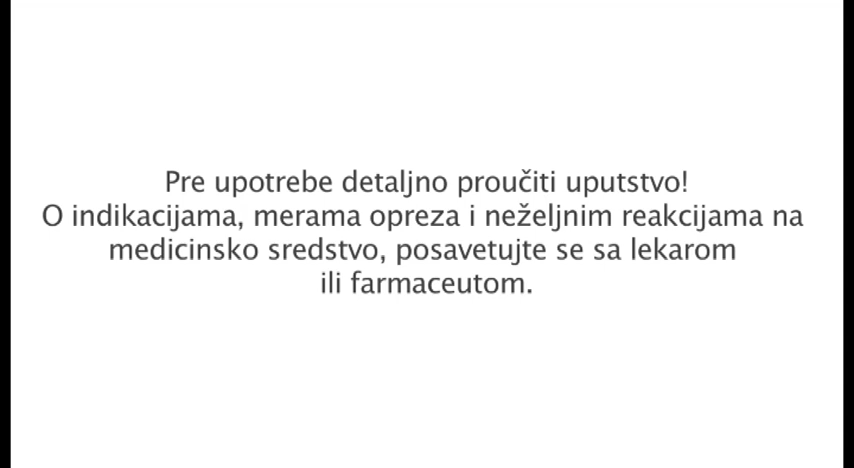 Pre upotrebe detaljno proučiti uputstvo!
O indikacijama, merama opreza i neželjnim reakcijama na
medicinsko sredstvo, posavetujte se sa lekarom
ili farmaceutom.